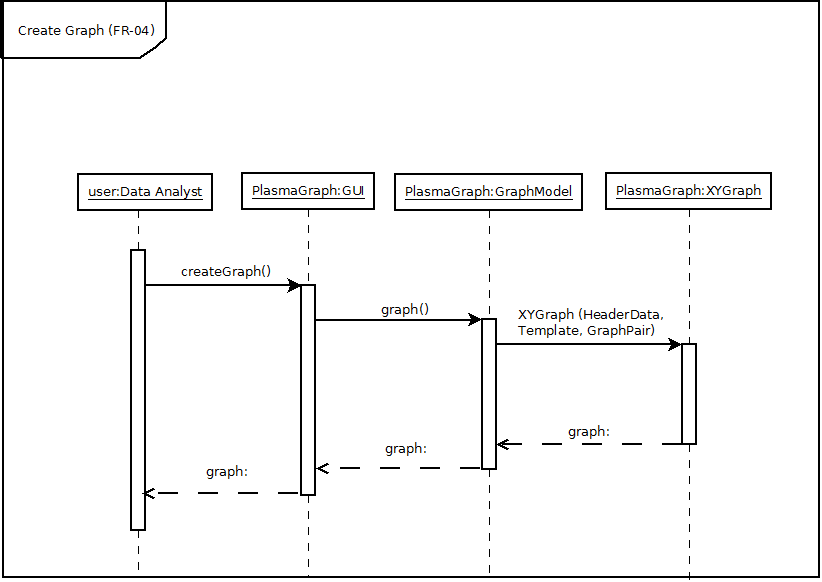 Create Graph (FR-04)
user:Data Analyst
PlasmaGraph:GUI
PlasmaGraph:GraphModel
PlasmaGraph:XYGraph
createGraph()
graph()
XYGraph (HeaderData,
Template, GraphPair)
graph:
graph:
graph: